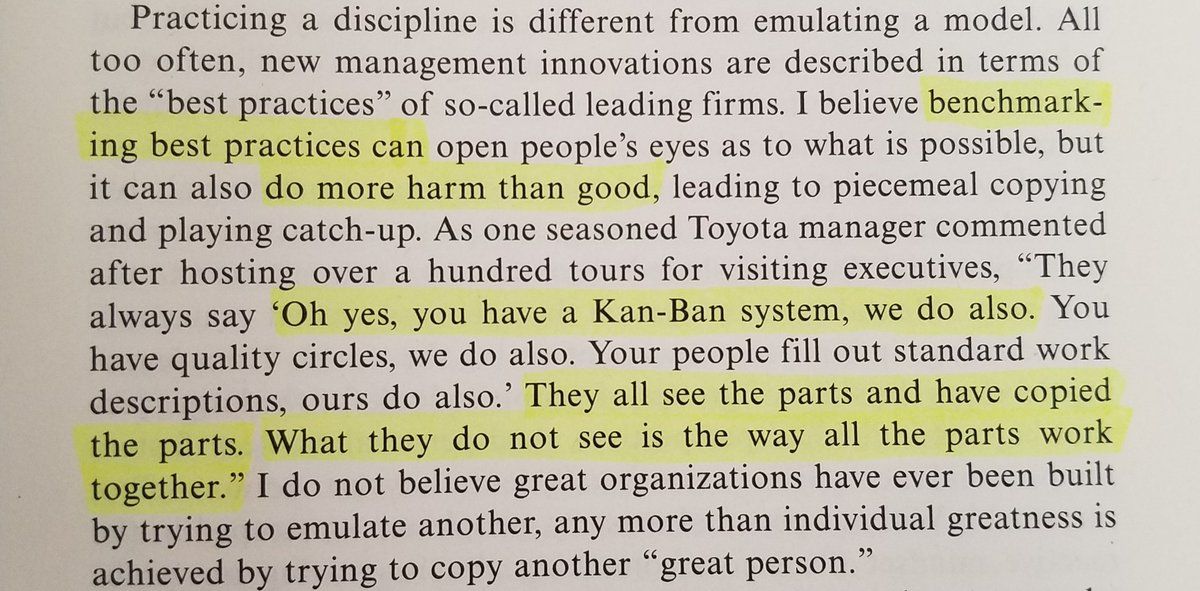 Practicing a discipline is different from emulating a model. All
too often, new management innovations are described in terms of
the “best practices” of so-called leading firms. I believe benchmark-
ing best practices can open people’s eyes as to what is possible, but
it can also do more harm than good, leading to piecemeal copying
and playing catch-up. As one seasoned Toyota manager commented
after hosting over a hundred tours for visiting executives, “They
always say ‘Oh yes, you have a Kan-Ban system, we do also. You
have quality circles, we do also. Your people fill out standard work
descriptions, ours do also.’ They all see the parts and have copied
the parts. What they do not see is the way all the parts work
together.” I do not believe great organizations have ever been built
by trying to emulate another, any more than individual greatness is
achieved by trying to copy another “great person.”